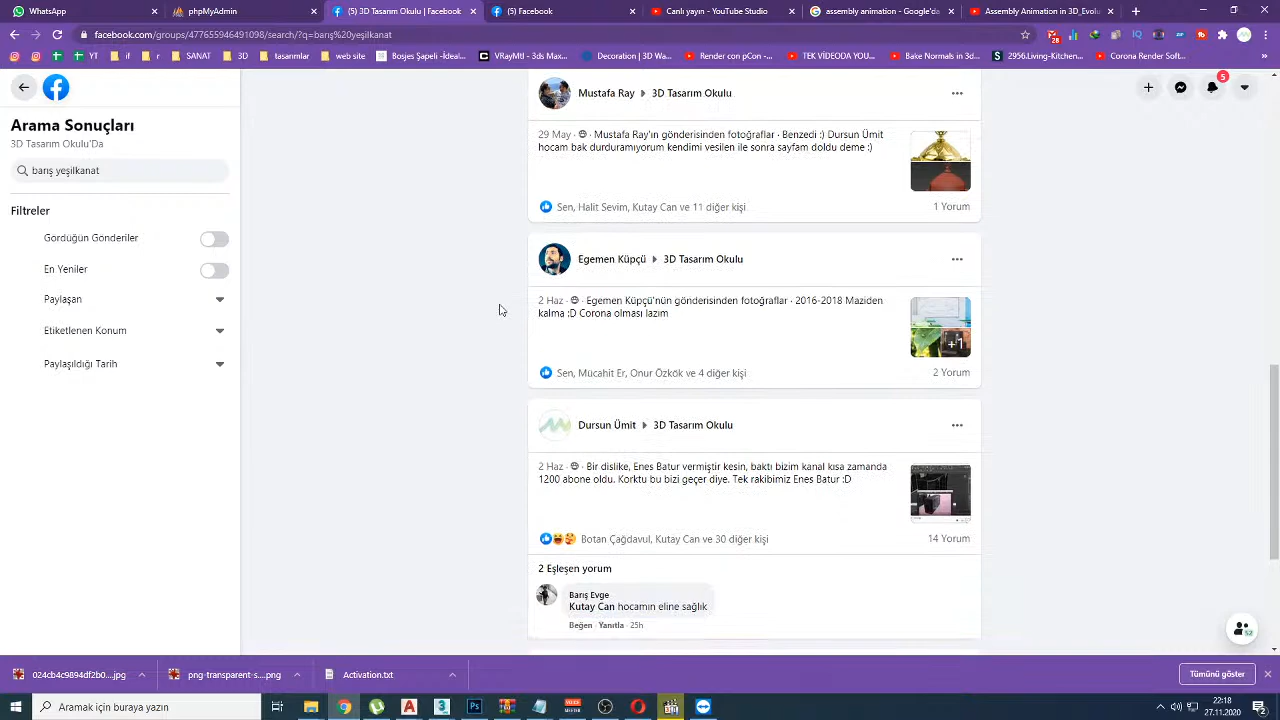 WhatsApp
phpMyAdmin
(5) 3D Tasarım Okulu | Facebook
(5) Facebook
Canlı yayın - YouTube Studio
assembly animation - Google'da
Assembly Animation in 3D_Evolu
facebook.com/groups/477655946491098/search/?q=barış%20yeşilkanat
28
YT
if
r
SANAT
3D
tasarımlar
web site
Bosjes Şapeli -İdeal...
VRayMtl - 3ds Max...
Decoration | 3D Wa...
Render con pCon -...
TEK VİDEODA YOU...
Bake Normals in 3d...
2956.Living-Kitchen...
Corona Render Sof...
5
Arama Sonuçları
3D Tasarım Okulu'Da
barış yeşilkanat
Filtreler
Gördüğün Gönderiler
En Yeniler
Paylaşan
Etiketlenen Konum
Paylaşıldığı Tarih
Mustafa Ray
3D Tasarım Okulu
29 May · Mustafa Ray'ın gönderisinden fotoğraflar · Benzedi :) Dursun Ümit
hocam bak durduramıyorum kendimi vesilen ile sonra sayfam doldu deme :)
Sen, Halit Sevim, Kutay Can ve 11 diğer kişi
1 Yorum
Egemen Küpçü
3D Tasarım Okulu
2 Haz · Egemen Küpçü'nün gönderisinden fotoğraflar · 2016-2018 Maziden
kalma ;D Corona olması lazım
+1
Sen, Mücahit Er, Onur Özkök ve 4 diğer kişi
2 Yorum
Dursun Ümit
3D Tasarım Okulu
2 Haz · Bir dislike, Enes Batur vermiştir kesin, baktı bizim kanal kısa zamanda
1200 abone oldu. Korktu bu bizi geçer diye. Tek rakibimiz Enes Batur :D
Botan Çağdavul, Kutay Can ve 30 diğer kişi
14 Yorum
2 Eşleşen yorum
Barış Evge
Kutay Can hocamın eline sağlık
Beğen · Yanıtla · 25h
52
024cb4c9894df2b0....jpg
png-transparent-s....png
Activation.txt
Tümünü göster
Aramak için buraya yazın
22:18
27.11.2020